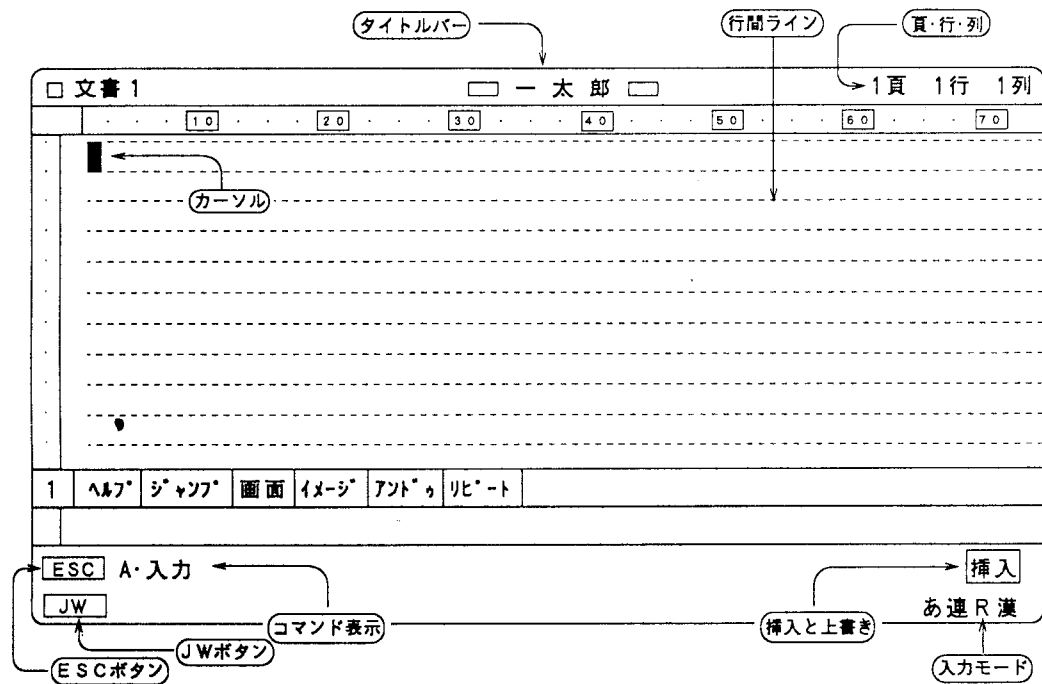 タイトルバー 行間ライン 頁・行・列
□ 文書1 一太郎 1頁 1行 1列
10 20 30 40 50 60 70
カーソル
1 ﾍﾙﾌﾟ ｼﾞｬﾝﾌﾟ 画面 ｲﾒｰｼﾞ ｱﾝﾄﾞｩ ﾘﾋﾟｰﾄ
ESC A・入力 挿入
JW あ連R漢
コマンド表示 挿入と上書き
JWボタン
ESCボタン 入力モード